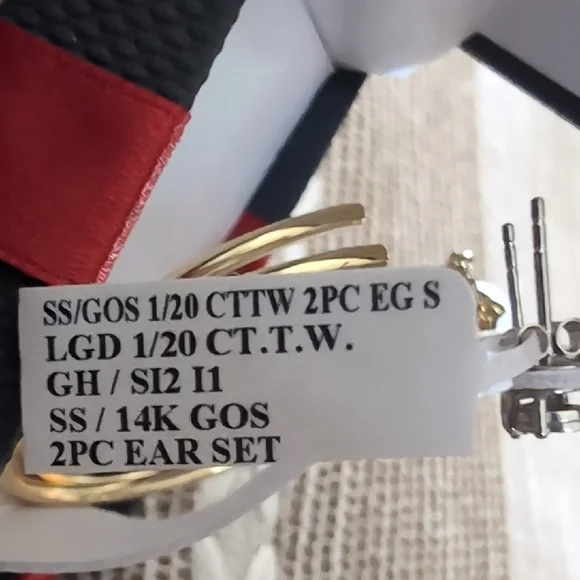 SS/GOS 1/20 CTTW 2PC EG S
LGD 1/20 CT.T.W.
GH / SI2 I1
SS / 14K GOS
2PC EAR SET